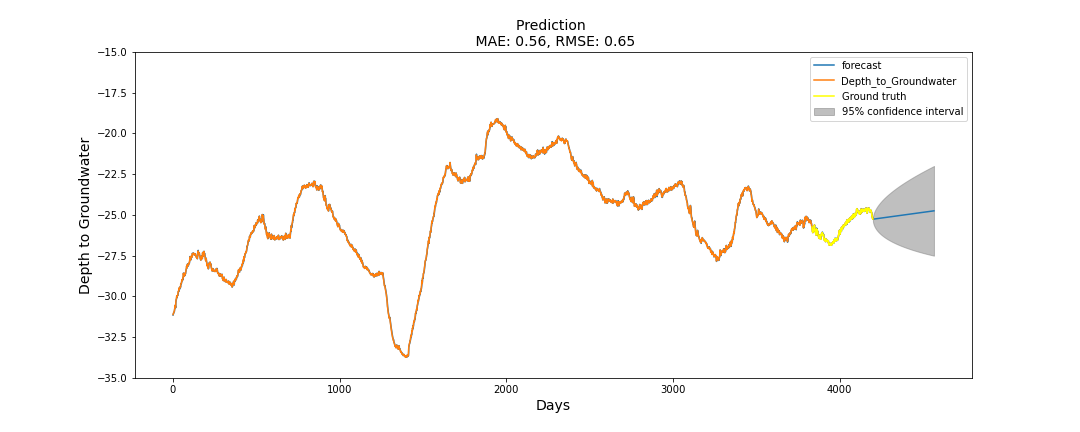 Prediction
MAE: 0.56, RMSE: 0.65
−15.0
−17.5
−20.0
−22.5
−25.0
−27.5
−30.0
−32.5
−35.0
Depth to Groundwater
forecast
Depth_to_Groundwater
Ground truth
95% confidence interval
0 1000 2000 3000 4000
Days